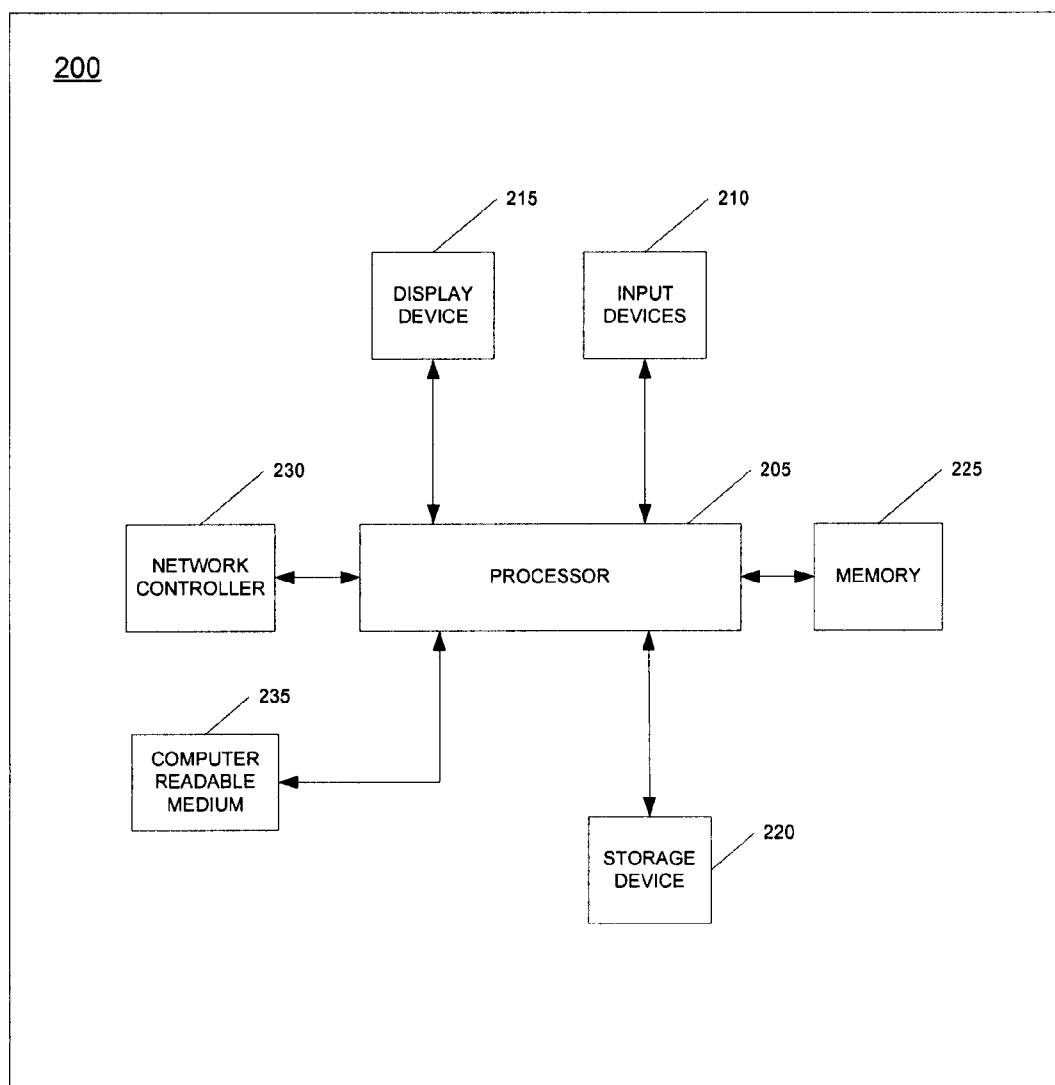 200
215
210
DISPLAY
DEVICE
INPUT
DEVICES
230
205
225
NETWORK
CONTROLLER
PROCESSOR
MEMORY
235
COMPUTER
READABLE
MEDIUM
220
STORAGE
DEVICE